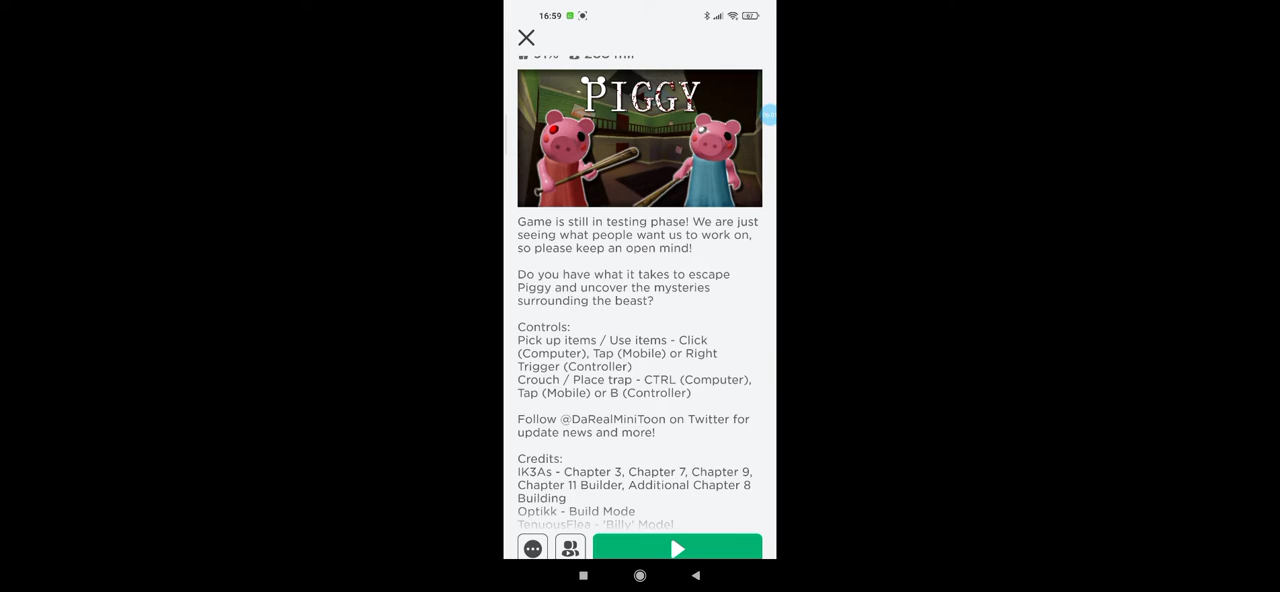 16:59
67
PIGGY
Game is still in testing phase! We are just
seeing what people want us to work on,
so please keep an open mind!
Do you have what it takes to escape
Piggy and uncover the mysteries
surrounding the beast?
Controls:
Pick up items / Use items - Click
(Computer), Tap (Mobile) or Right
Trigger (Controller)
Crouch / Place trap - CTRL (Computer),
Tap (Mobile) or B (Controller)
Follow @DaRealMiniToon on Twitter for
update news and more!
Credits:
IK3As - Chapter 3, Chapter 7, Chapter 9,
Chapter 11 Builder, Additional Chapter 8
Building
Optikk - Build Mode
TenuousFlea - 'Billy' Model